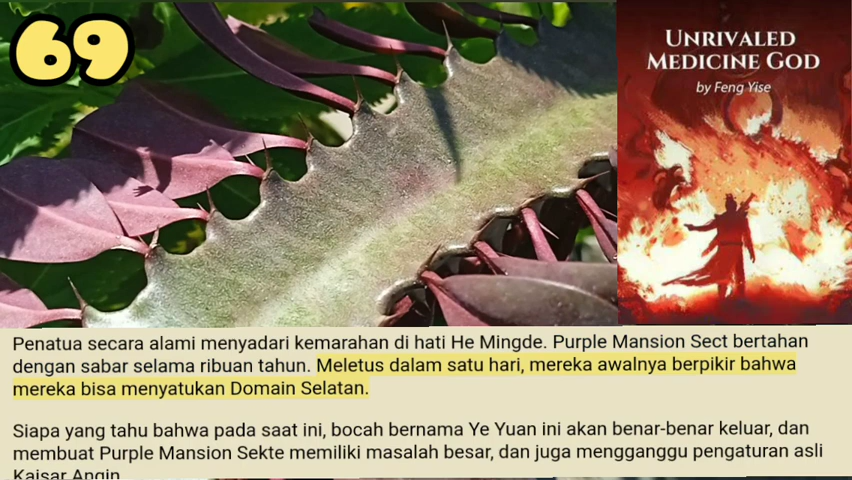 69
UNRIVALED
MEDICINE GOD
by Feng Yise
Penatua secara alami menyadari kemarahan di hati He Mingde. Purple Mansion Sect bertahan
dengan sabar selama ribuan tahun. Meletus dalam satu hari, mereka awalnya berpikir bahwa
mereka bisa menyatukan Domain Selatan.
Siapa yang tahu bahwa pada saat ini, bocah bernama Ye Yuan ini akan benar-benar keluar, dan
membuat Purple Mansion Sekte memiliki masalah besar, dan juga mengganggu pengaturan asli
Kaisar Angin